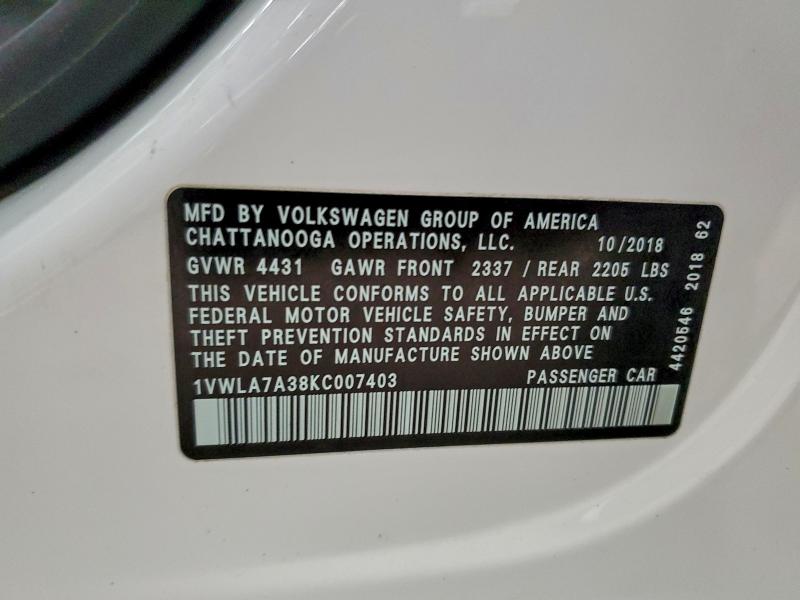 MFD BY VOLKSWAGEN GROUP OF AMERICA
CHATTANOOGA OPERATIONS, LLC. 10/2018
GVWR 4431 GAWR FRONT 2337 / REAR 2205 LBS
THIS VEHICLE CONFORMS TO ALL APPLICABLE U.S.
FEDERAL MOTOR VEHICLE SAFETY, BUMPER AND
THEFT PREVENTION STANDARDS IN EFFECT ON
THE DATE OF MANUFACTURE SHOWN ABOVE
1VWLA7A38KC007403 PASSENGER CAR
4420546 2018 62